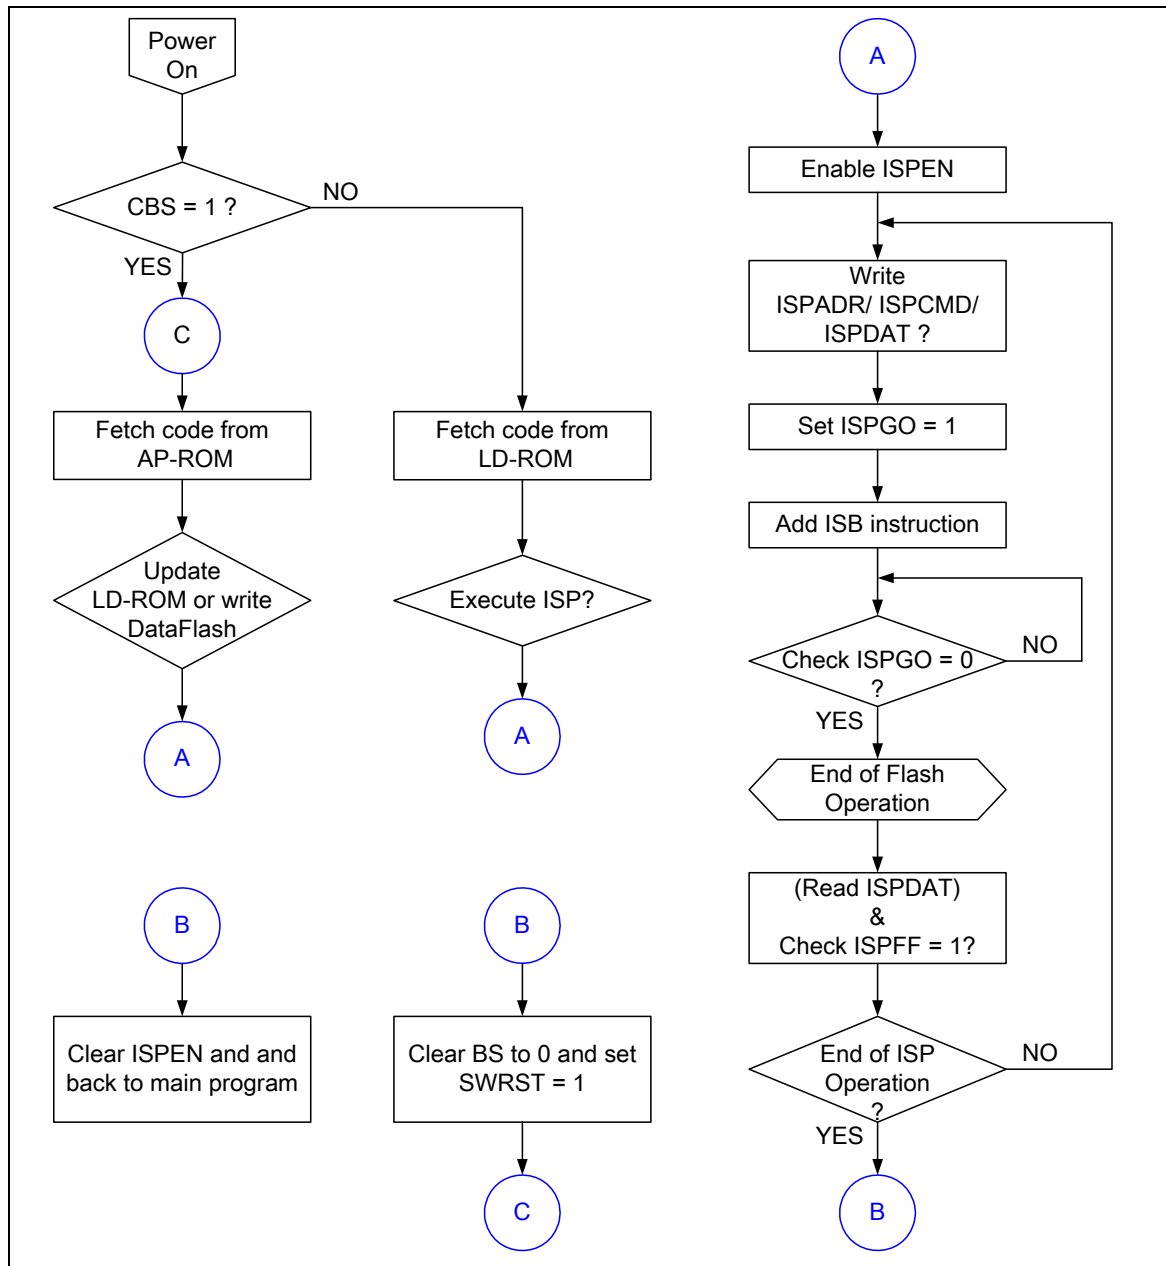 Power
On
CBS = 1 ?
NO
YES
C
Fetch code from
AP-ROM
Update
LD-ROM or write
DataFlash
A
Fetch code from
LD-ROM
Execute ISP?
A
B
Clear ISPEN and and
back to main program
B
Clear BS to 0 and set
SWRST = 1
C
A
Enable ISPEN
Write
ISPADR/ ISPCMD/
ISPDAT ?
Set ISPGO = 1
Add ISB instruction
Check ISPGO = 0
?
NO
YES
End of Flash
Operation
(Read ISPDAT)
&
Check ISPFF = 1?
End of ISP
Operation
?
NO
YES
B